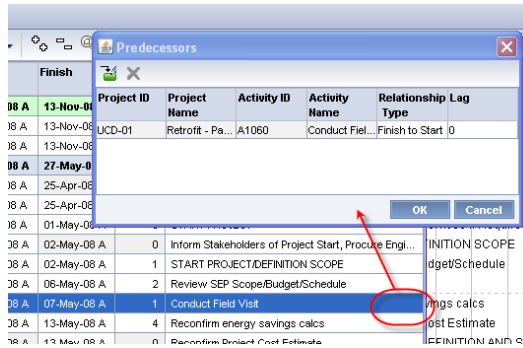 Predecessors
Finish
Project ID Project Name Activity ID Activity Name Relationship Type Lag
UCD-01 Retrofit - Pa... A1060 Conduct Fiel... Finish to Start 0
OK Cancel
08 A 13-Nov-08
08 A 13-Nov-08
08 A 13-Nov-08
08 A 27-May-0
08 A 25-Apr-08
08 A 25-Apr-08
08 A 01-May-08 A
08 A 02-May-08 A 0 Inform Stakeholders of Project Start, Procure Engi... INITION SCOPE
08 A 02-May-08 A 1 START PROJECT/DEFINITION SCOPE dget/Schedule
08 A 06-May-08 A 2 Review SEP Scope/Budget/Schedule
08 A 07-May-08 A 1 Conduct Field Visit ings calcs
08 A 13-May-08 A 4 Reconfirm energy savings calcs ost Estimate
08 A 13-May-08 A 0 Reconfirm Project Cost Estimate EFINITION AND S